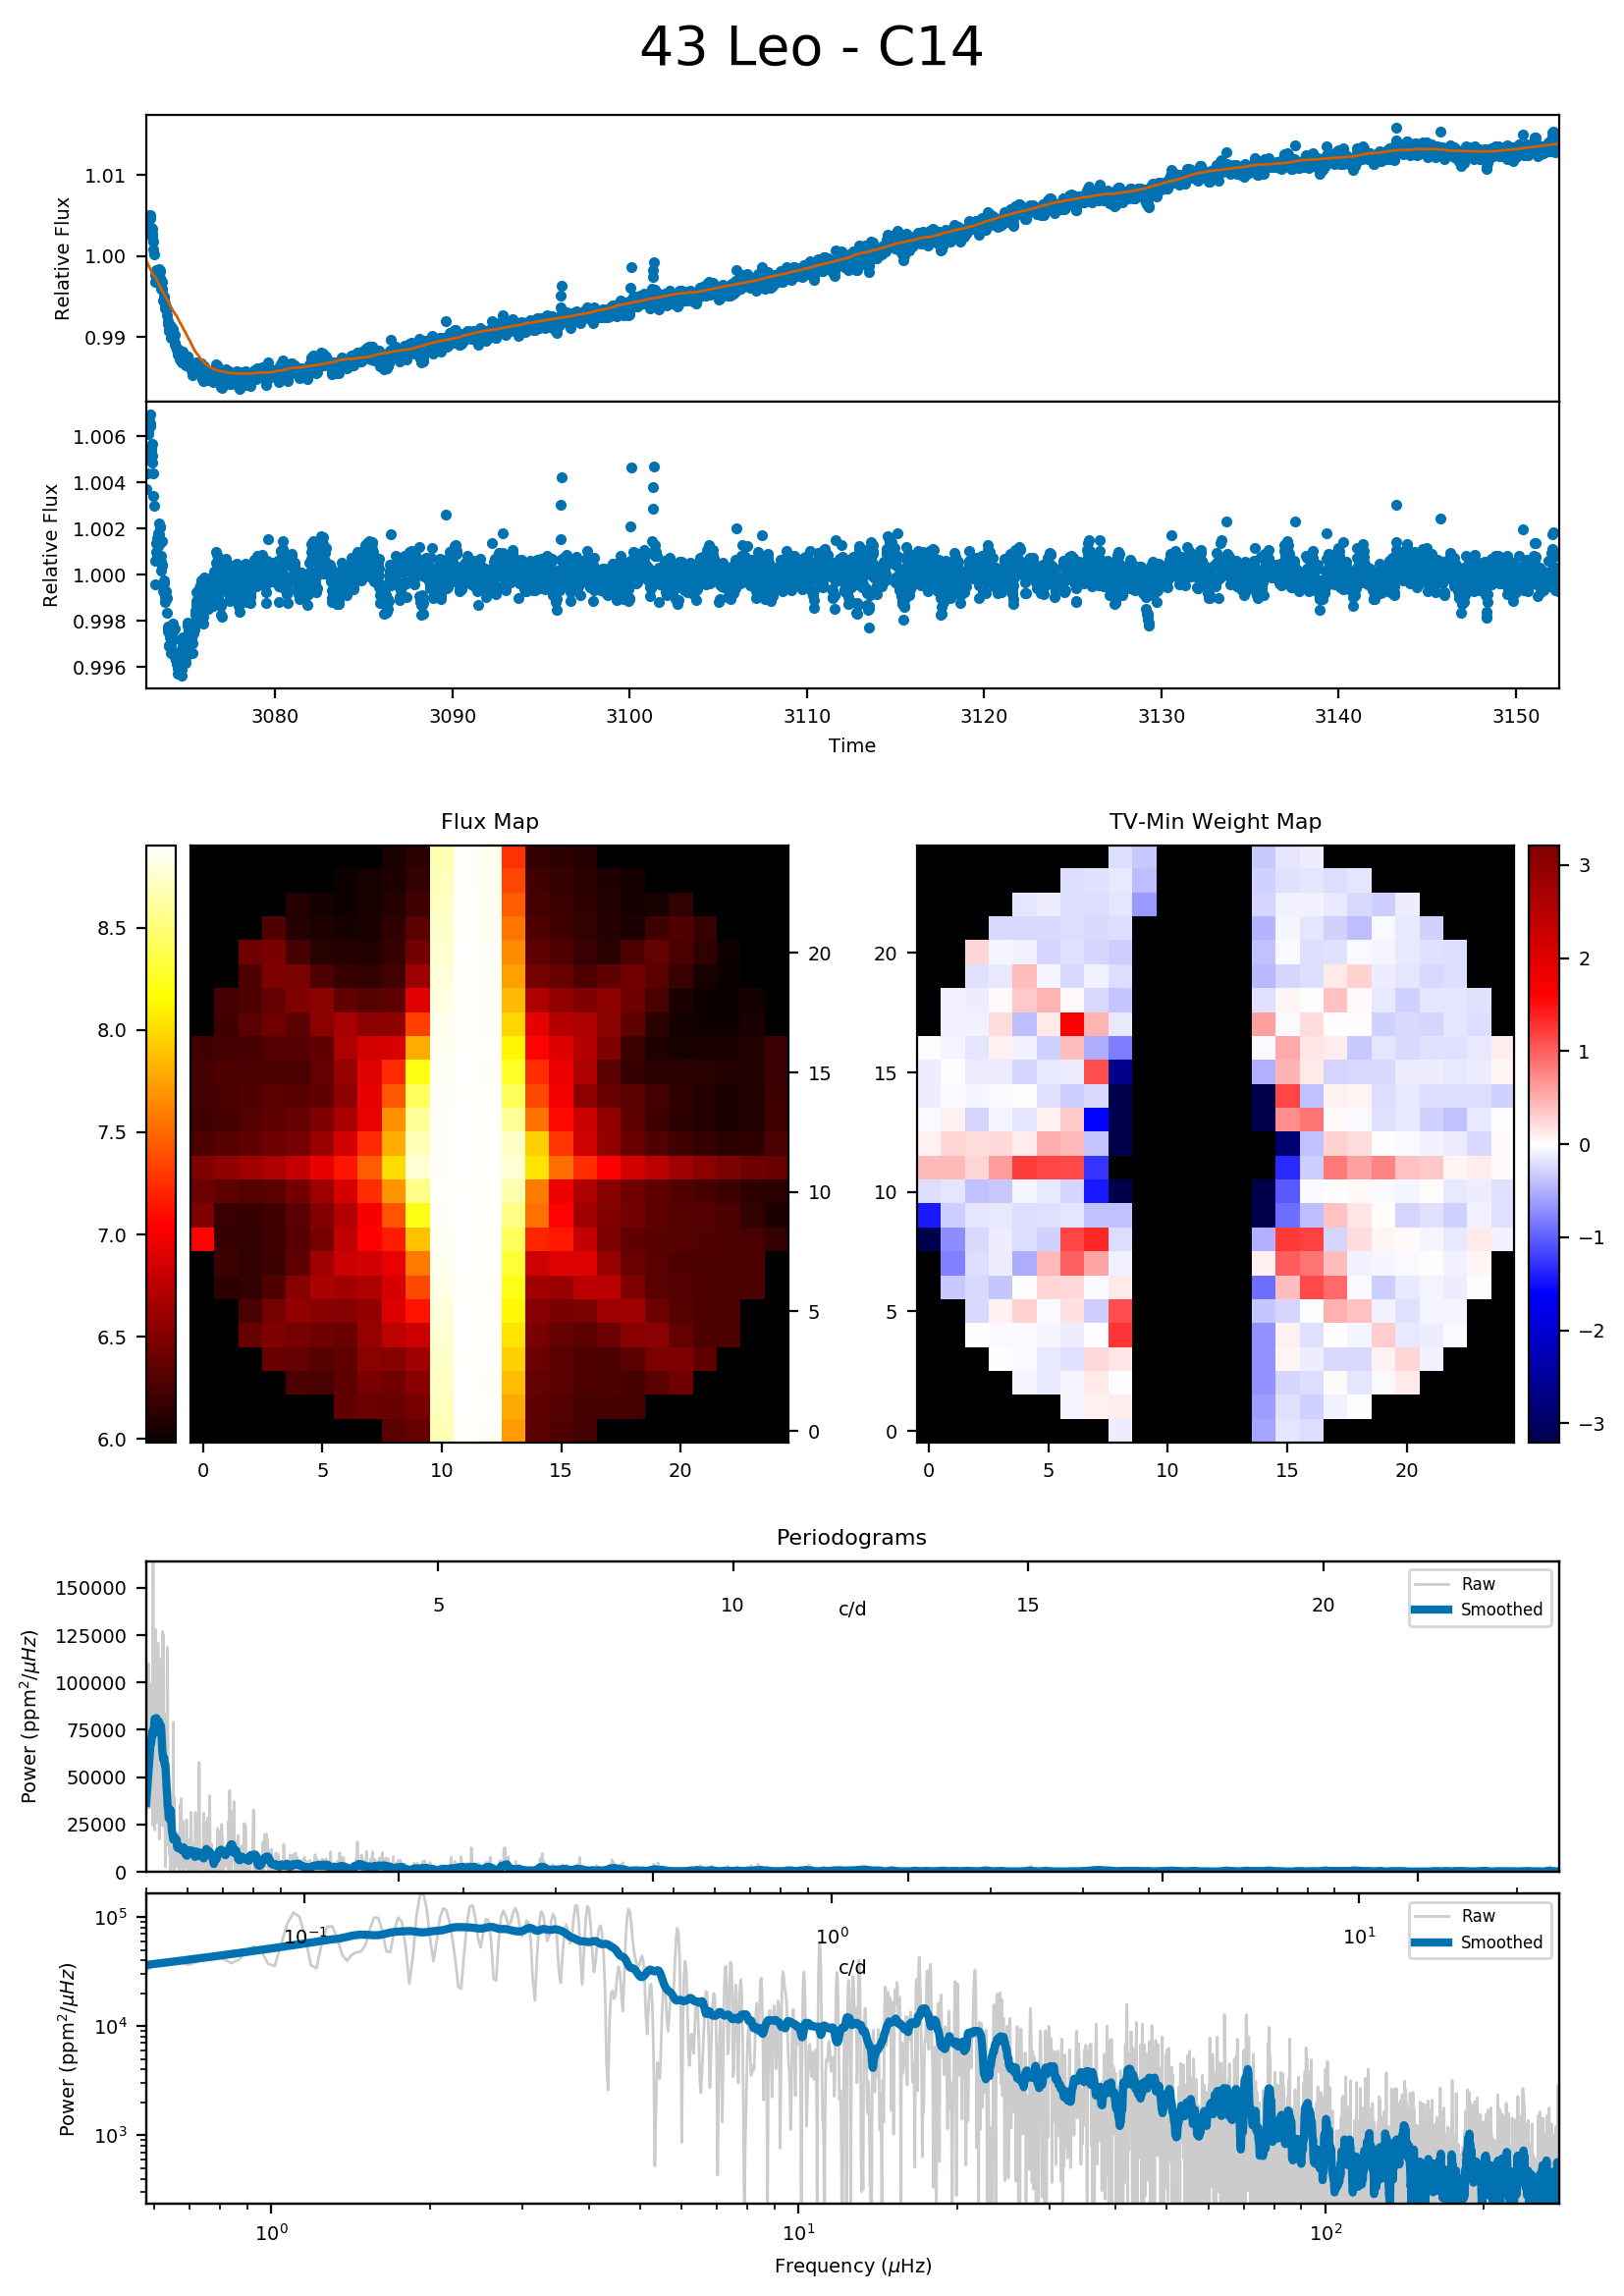 43 Leo - C14
1.01
1.00
0.99
Relative Flux
1.006
1.004
1.002
1.000
0.998
0.996
Relative Flux
3080 3090 3100 3110 3120 3130 3140 3150
Time
Flux Map
8.5
8.0
7.5
7.0
6.5
6.0
20
15
10
5
0
0 5 10 15 20
TV-Min Weight Map
20
15
10
5
0
0 5 10 15 20
3
2
1
0
−1
−2
−3
Periodograms
150000
125000
100000
75000
50000
25000
0
Power (ppm²/μHz)
5 10 15 20
c/d
Raw
Smoothed
10⁵
10⁴
10³
Power (ppm²/μHz)
10⁻¹ 10⁰ 10¹
c/d
Raw
Smoothed
10⁰ 10¹ 10²
Frequency (μHz)